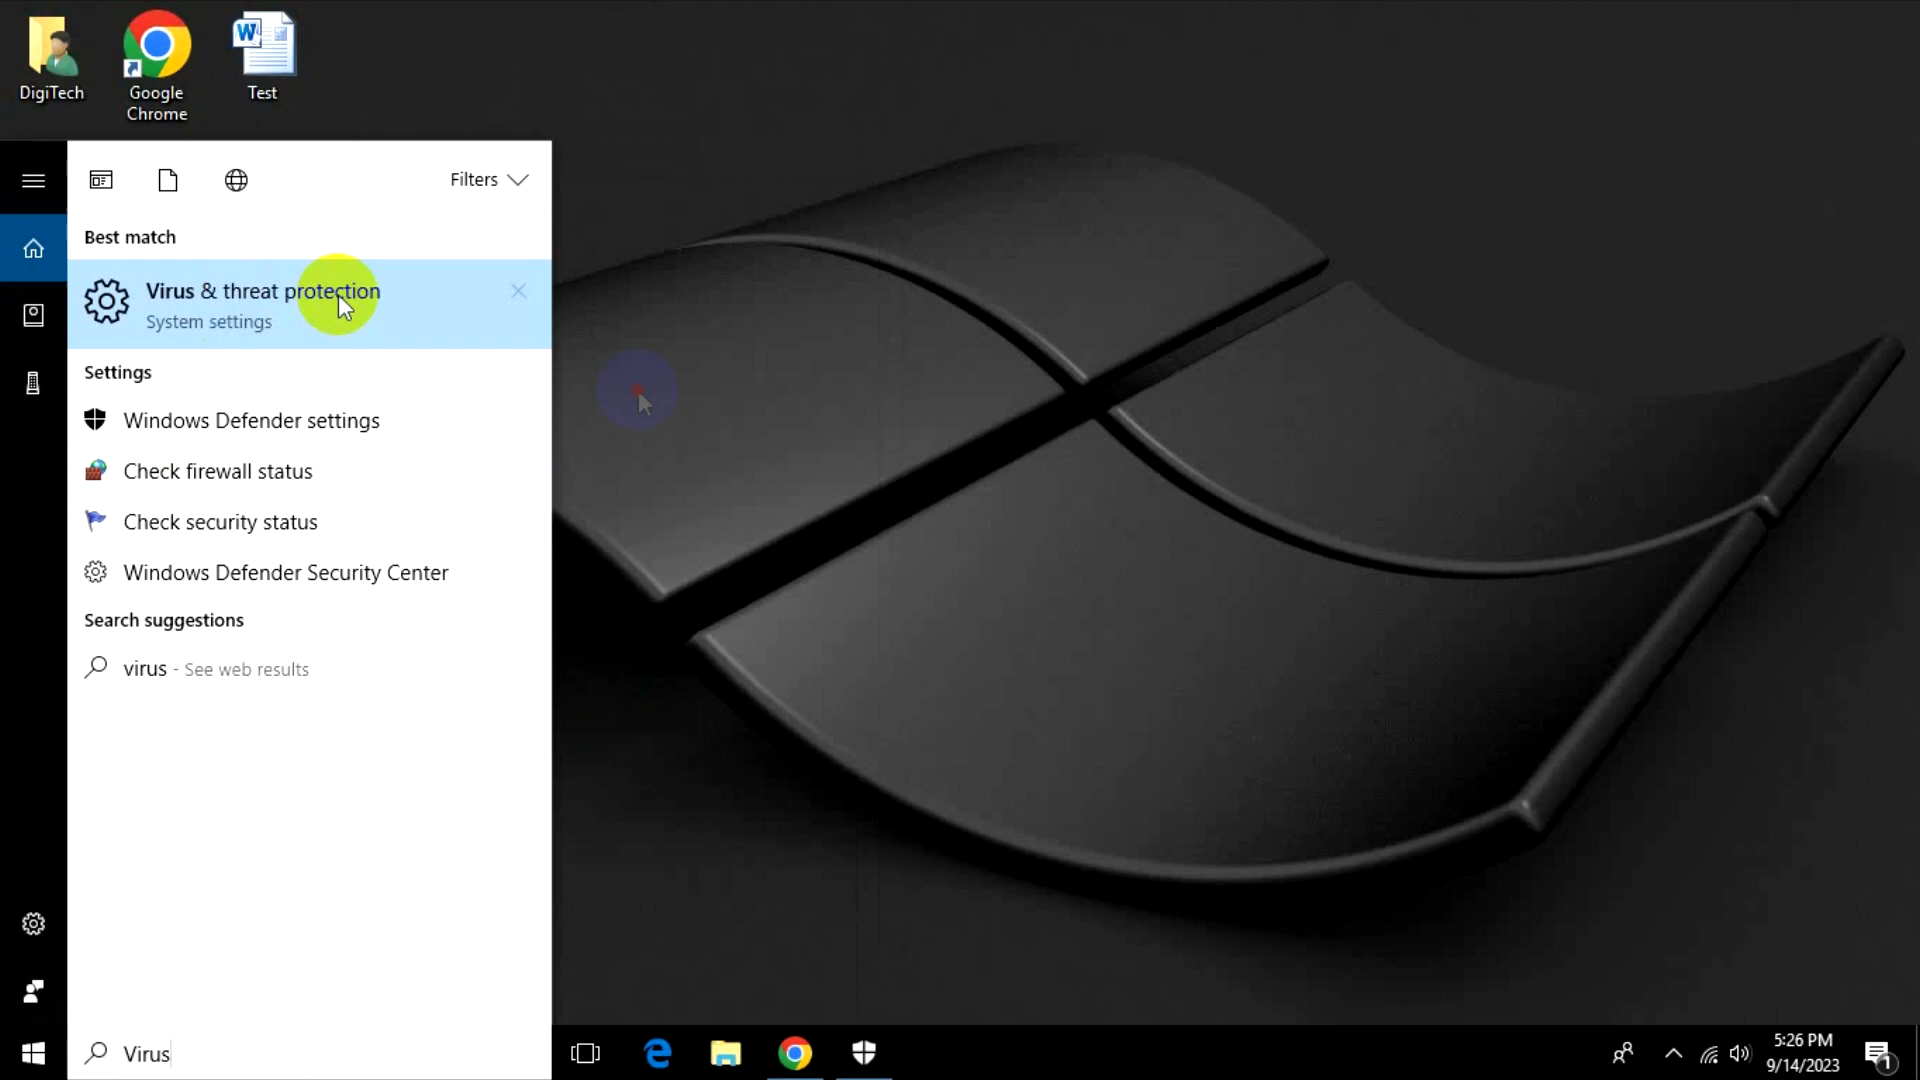 DigiTech
Google
Chrome
Test
Filters
Best match
Virus & threat protection
System settings
Settings
Windows Defender settings
Check firewall status
Check security status
Windows Defender Security Center
Search suggestions
virus - See web results
Virus
5:26 PM
9/14/2023
1